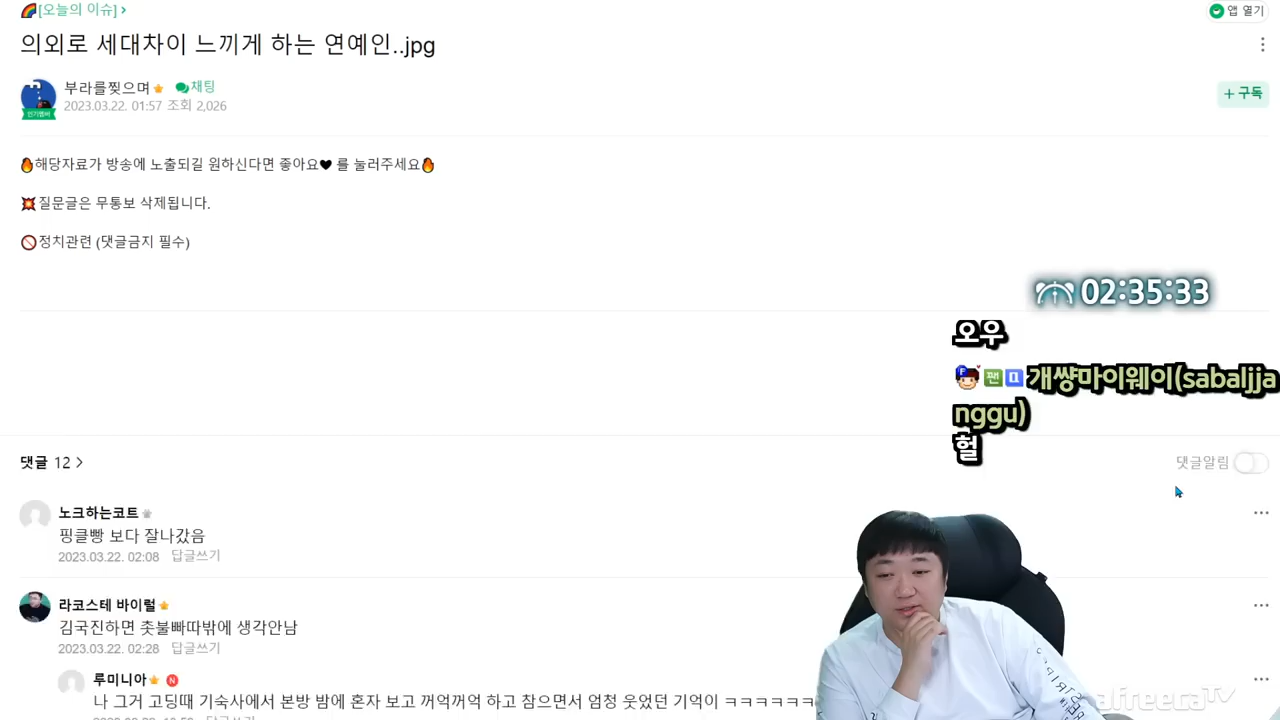 [오늘의 이슈] >
앱 열기
의외로 세대차이 느끼게 하는 연예인..jpg
부라를찢으며 채팅
2023.03.22. 01:57 조회 2,026
+ 구독
인기멤버
해당자료가 방송에 노출되길 원하신다면 좋아요🖤 를 눌러주세요
질문글은 무통보 삭제됩니다.
정치관련 (댓글금지 필수)
02:35:33
오우
팬 개썅마이웨이(sabaljja
nggu)
헐
댓글 12 >
댓글알림
노크하는코트
핑클빵 보다 잘나갔음
2023.03.22. 02:08 답글쓰기
라코스테 바이럴
김국진하면 춋불빠따밖에 생각안남
2023.03.22. 02:28 답글쓰기
루미니아 N
나 그거 고딩때 기숙사에서 본방 밤에 혼자 보고 꺼억꺼억 하고 참으면서 엄청 웃었던 기억이 ㅋㅋㅋㅋㅋㅋ
afreecaTV